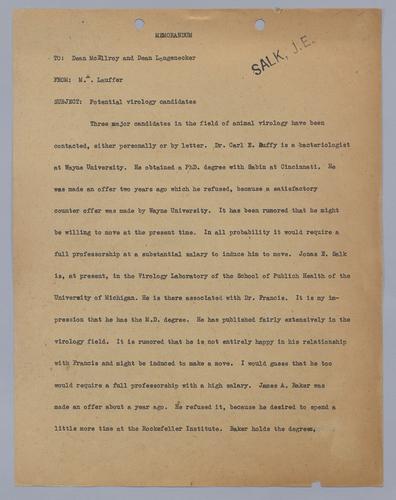 MEMORANDUM
SALK, J.E.
TO: Dean McEllroy and Dean Longenecker
FROM: M.A. Lauffer
SUBJECT: Potential virology candidates
Three major candidates in the field of animal virology have been
contacted, either personally or by letter. Dr. Carl E. Duffy is a bacteriologist
at Wayne University. He obtained a PhD. degree with Sabin at Cincinnati. He
was made an offer two years ago which he refused, because a satisfactory
counter offer was made by Wayne University. It has been rumored that he might
be willing to move at the present time. In all probability it would require a
full professorship at a substantial salary to induce him to move. Jonas E. Salk
is, at present, in the Virology Laboratory of the School of Publich Health of the
University of Michigan. He is there associated with Dr. Francis. It is my im-
pression that he has the M.D. degree. He has published fairly extensively in the
virology field. It is rumored that he is not entirely happy in his relationship
with Francis and might be induced to make a move. I would guess that he too
would require a full professorship with a high salary. James A. Baker was
made an offer about a year ago. He refused it, because he desired to spend a
little more time at the Rockefeller Institute. Baker holds the degrees,